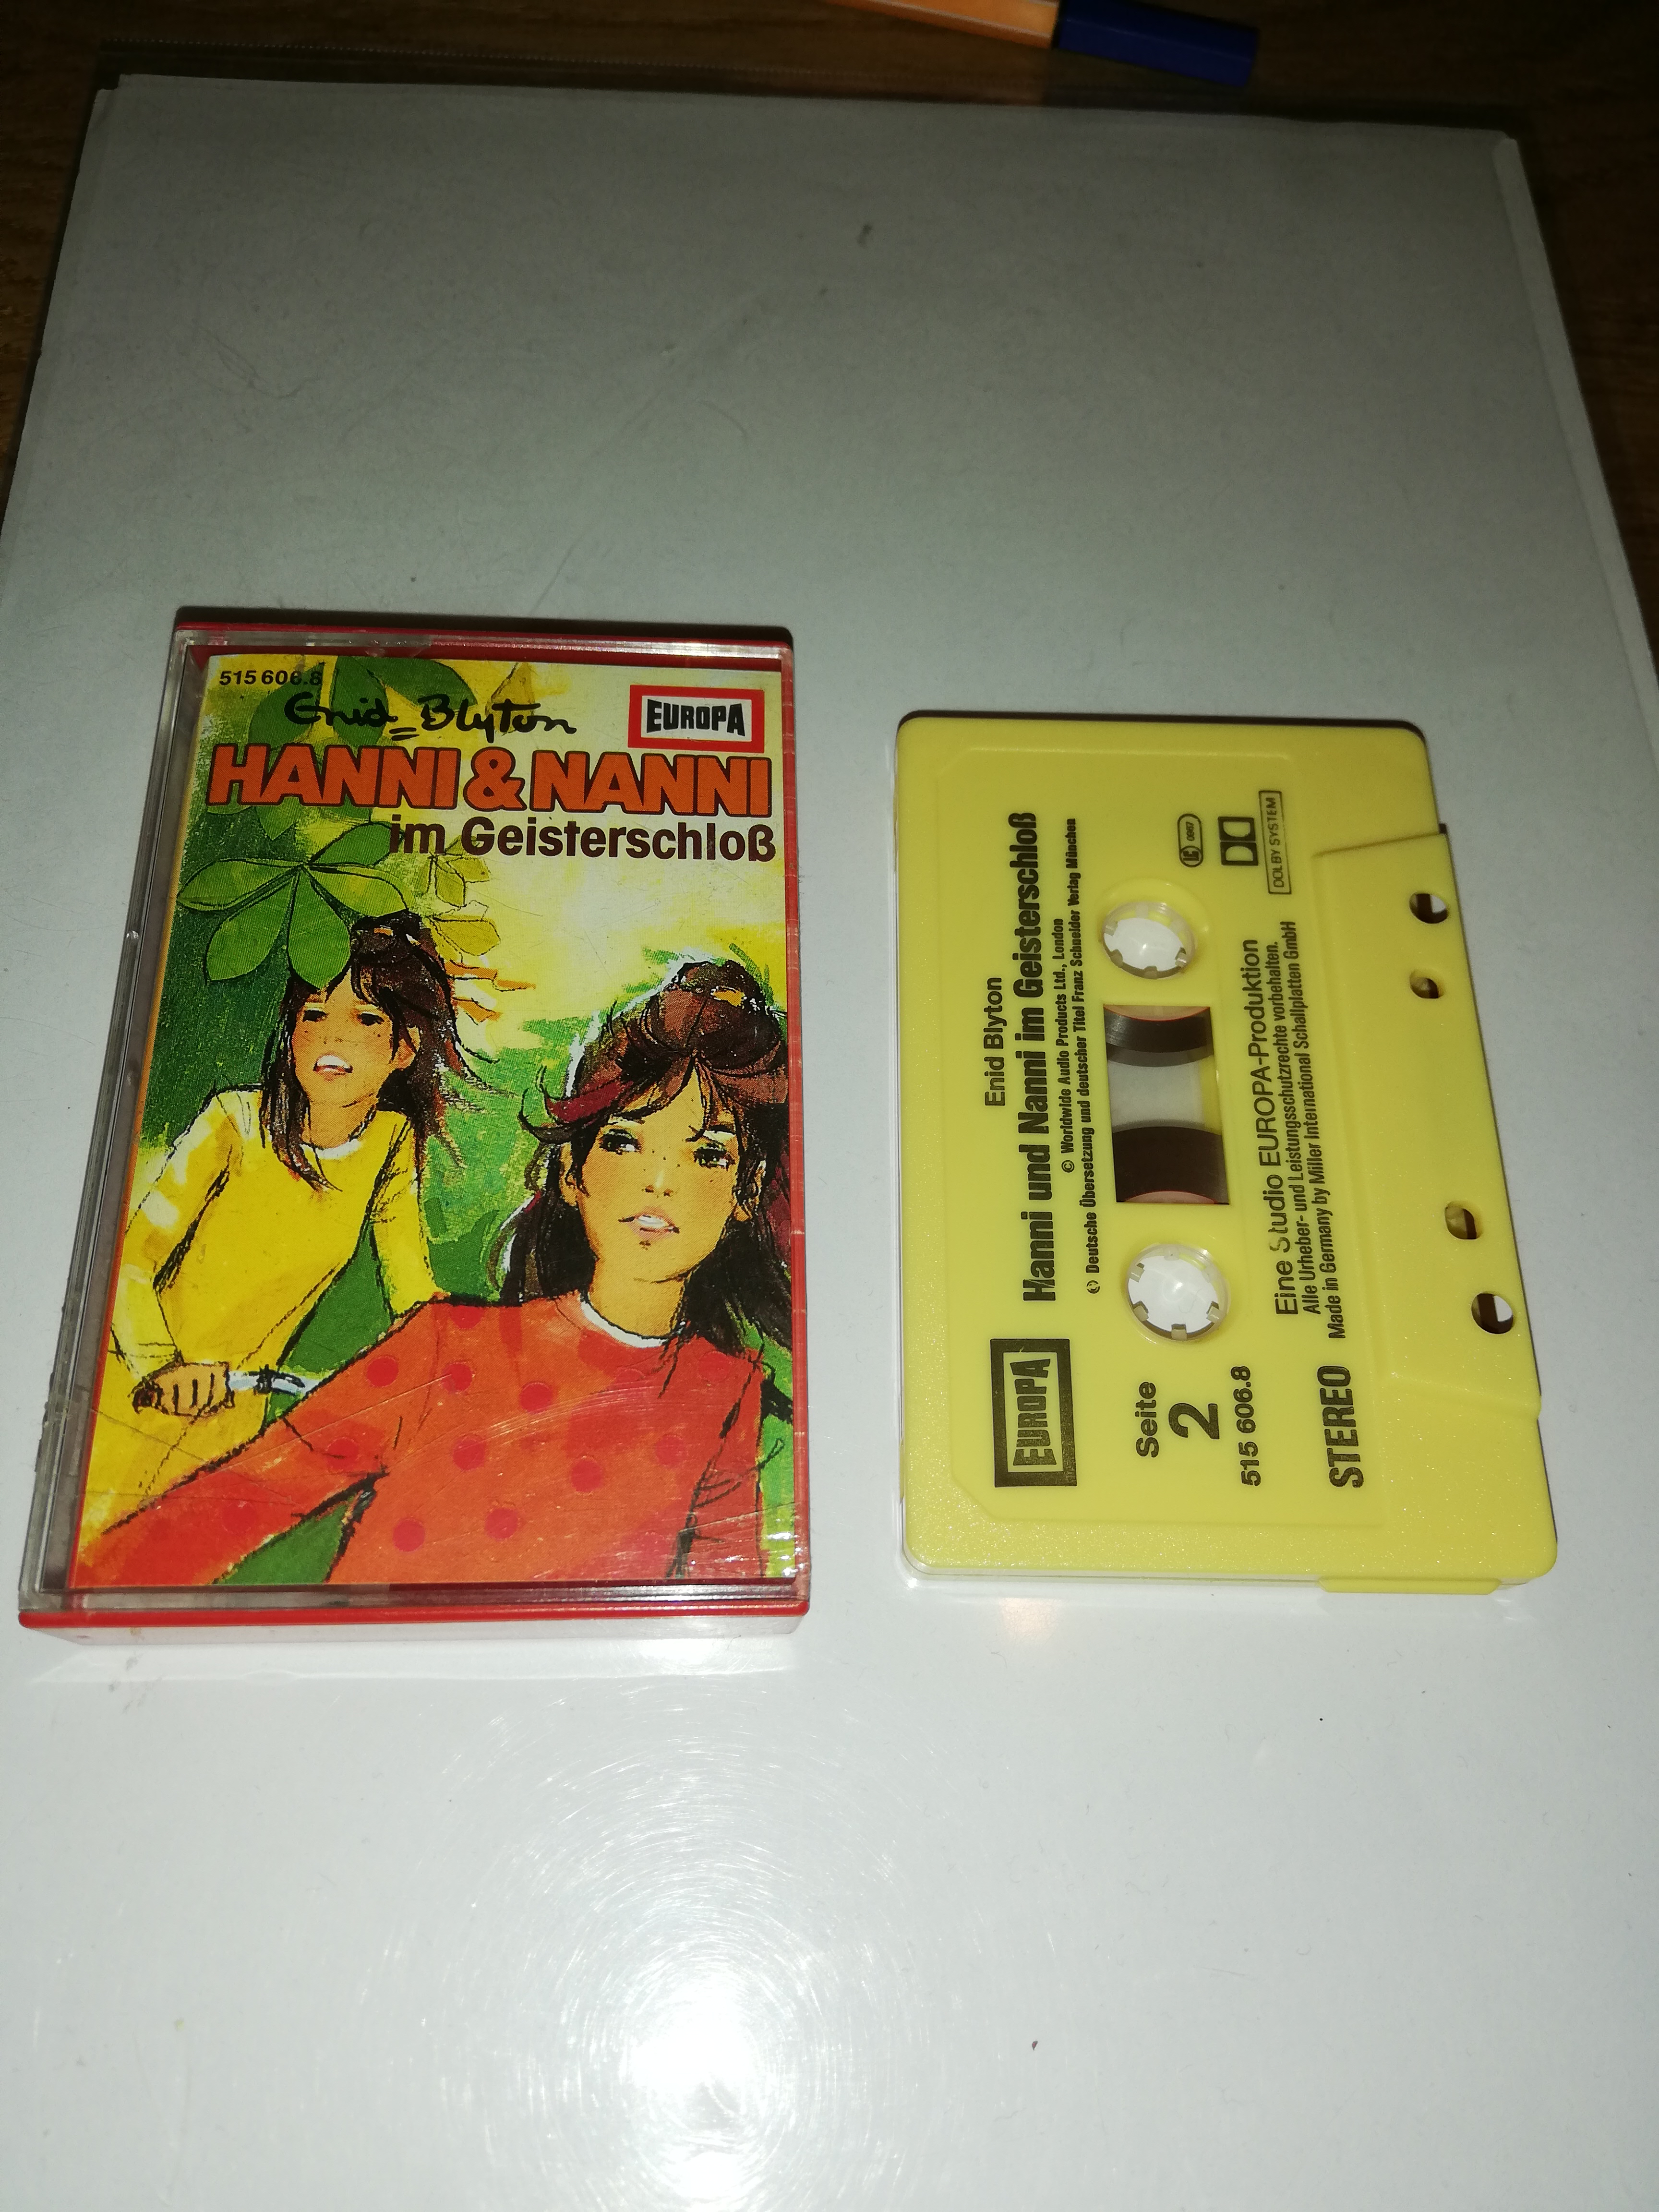 515 606.8
Enid Blyton
EUROPA
HANNI & NANNI
im Geisterschloß
EUROPA
Enid Blyton
Hanni und Nanni im Geisterschloß
© Worldwide Audio Products Ltd., London
© Deutsche Übersetzung und deutscher Titel Franz Schneider Verlag München
Seite
2
515 606.8
STEREO
LC 0992
DOLBY SYSTEM
Eine Studio EUROPA-Produktion
Alle Urheber- und Leistungsschutzrechte vorbehalten.
Made in Germany by Miller International Schallplatten GmbH